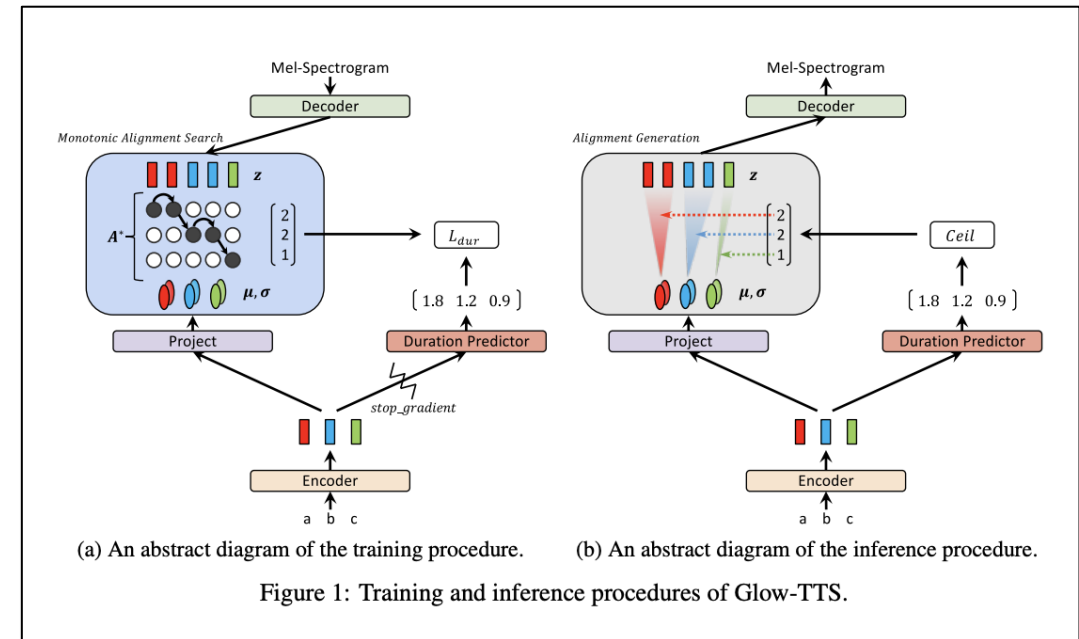 Mel-Spectrogram
Decoder
Monotonic Alignment Search
z
A*
2
2
1
μ, σ
L_dur
[1.8 1.2 0.9]
Project
Duration Predictor
stop_gradient
Encoder
a b c
(a) An abstract diagram of the training procedure.
Mel-Spectrogram
Decoder
Alignment Generation
z
2
2
1
μ, σ
Ceil
[1.8 1.2 0.9]
Project
Duration Predictor
Encoder
a b c
(b) An abstract diagram of the inference procedure.
Figure 1: Training and inference procedures of Glow-TTS.